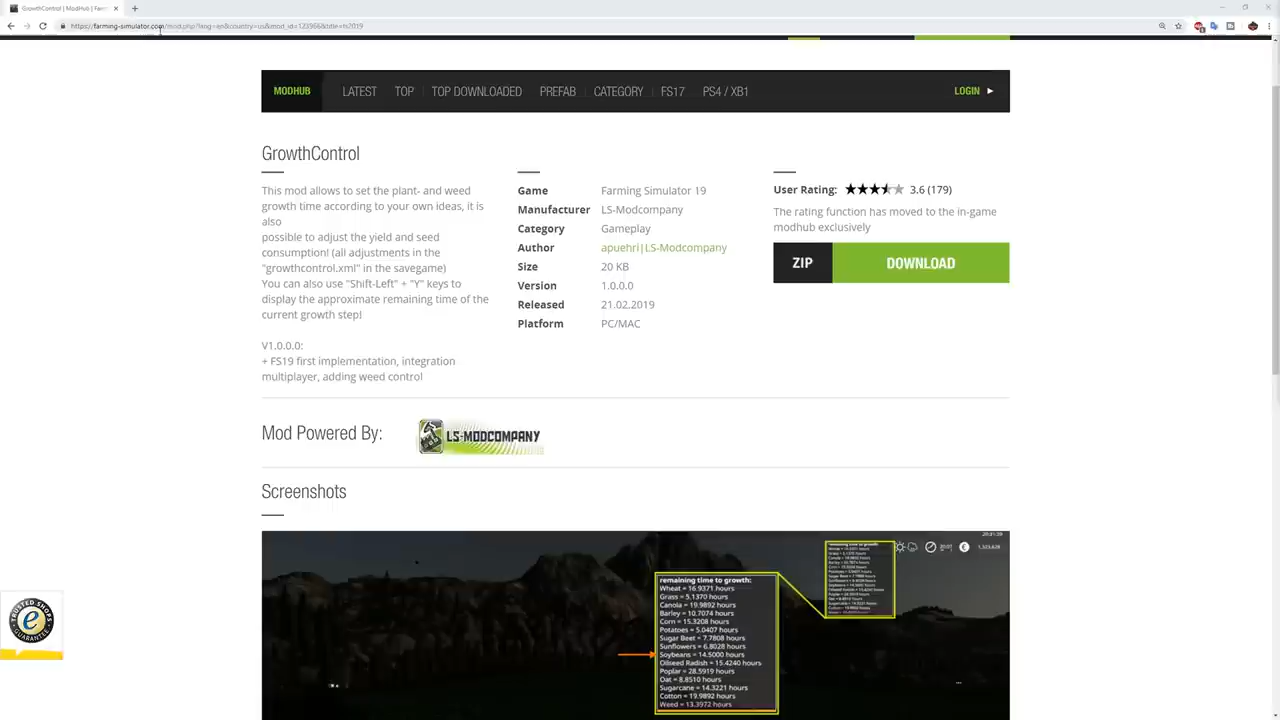 GrowthControl | ModHub | Farm
https://farming-simulator.com/mod.php?lang=en&country=us&mod_id=123956&title=fs2019
MODHUB LATEST TOP TOP DOWNLOADED PREFAB CATEGORY FS17 PS4 / XB1 LOGIN
GrowthControl
This mod allows to set the plant- and weed
growth time according to your own ideas, it is
also
possible to adjust the yield and seed
consumption! (all adjustments in the
"growthcontrol.xml" in the savegame)
You can also use "Shift-Left" + "Y" keys to
display the approximate remaining time of the
current growth step!
V1.0.0.0:
+ FS19 first implementation, integration
multiplayer, adding weed control
Game Farming Simulator 19
Manufacturer LS-Modcompany
Category Gameplay
Author apuehri|LS-Modcompany
Size 20 KB
Version 1.0.0.0
Released 21.02.2019
Platform PC/MAC
User Rating: 3.6 (179)
The rating function has moved to the in-game
modhub exclusively
ZIP DOWNLOAD
Mod Powered By:
LS-MODCOMPANY
Screenshots
remaining time to growth:
Wheat = 16.9371 hours
Grass = 5.1370 hours
Canola = 19.9892 hours
Barley = 10.7074 hours
Corn = 15.3208 hours
Potatoes = 5.0407 hours
Sugar Beet = 7.7808 hours
Sunflowers = 6.8028 hours
Soybeans = 14.5000 hours
Oilseed Radish = 15.4240 hours
Poplar = 28.5919 hours
Oat = 8.8510 hours
Sugarcane = 14.3221 hours
Cotton = 19.9892 hours
Weed = 13.3972 hours
TRUSTED SHOPS
GUARANTEE